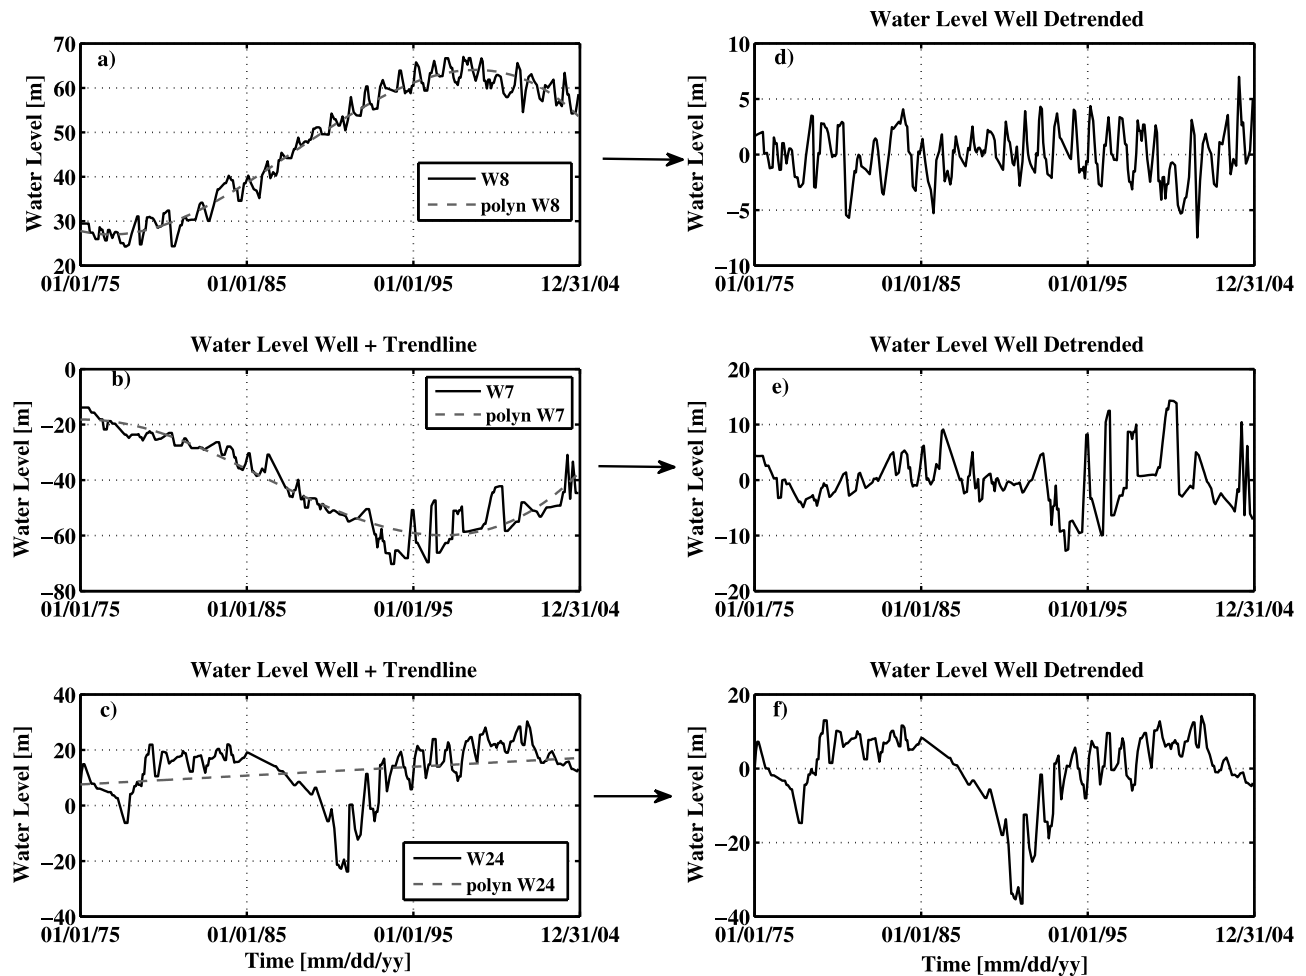 Water Level Well Detrended
a)
Water Level [m]
70
60
50
40
30
20
W8
polyn W8
01/01/75
01/01/85
01/01/95
12/31/04
d)
Water Level [m]
10
5
0
−5
−10
01/01/75
01/01/85
01/01/95
12/31/04
Water Level Well + Trendline
b)
Water Level [m]
0
−20
−40
−60
−80
W7
polyn W7
01/01/75
01/01/85
01/01/95
12/31/04
Water Level Well Detrended
e)
Water Level [m]
20
10
0
−10
−20
01/01/75
01/01/85
01/01/95
12/31/04
Water Level Well + Trendline
c)
Water Level [m]
40
20
0
−20
−40
W24
polyn W24
01/01/75
01/01/85
01/01/95
12/31/04
Time [mm/dd/yy]
Water Level Well Detrended
f)
Water Level [m]
20
10
0
−20
−40
01/01/75
01/01/85
01/01/95
12/31/04
Time [mm/dd/yy]